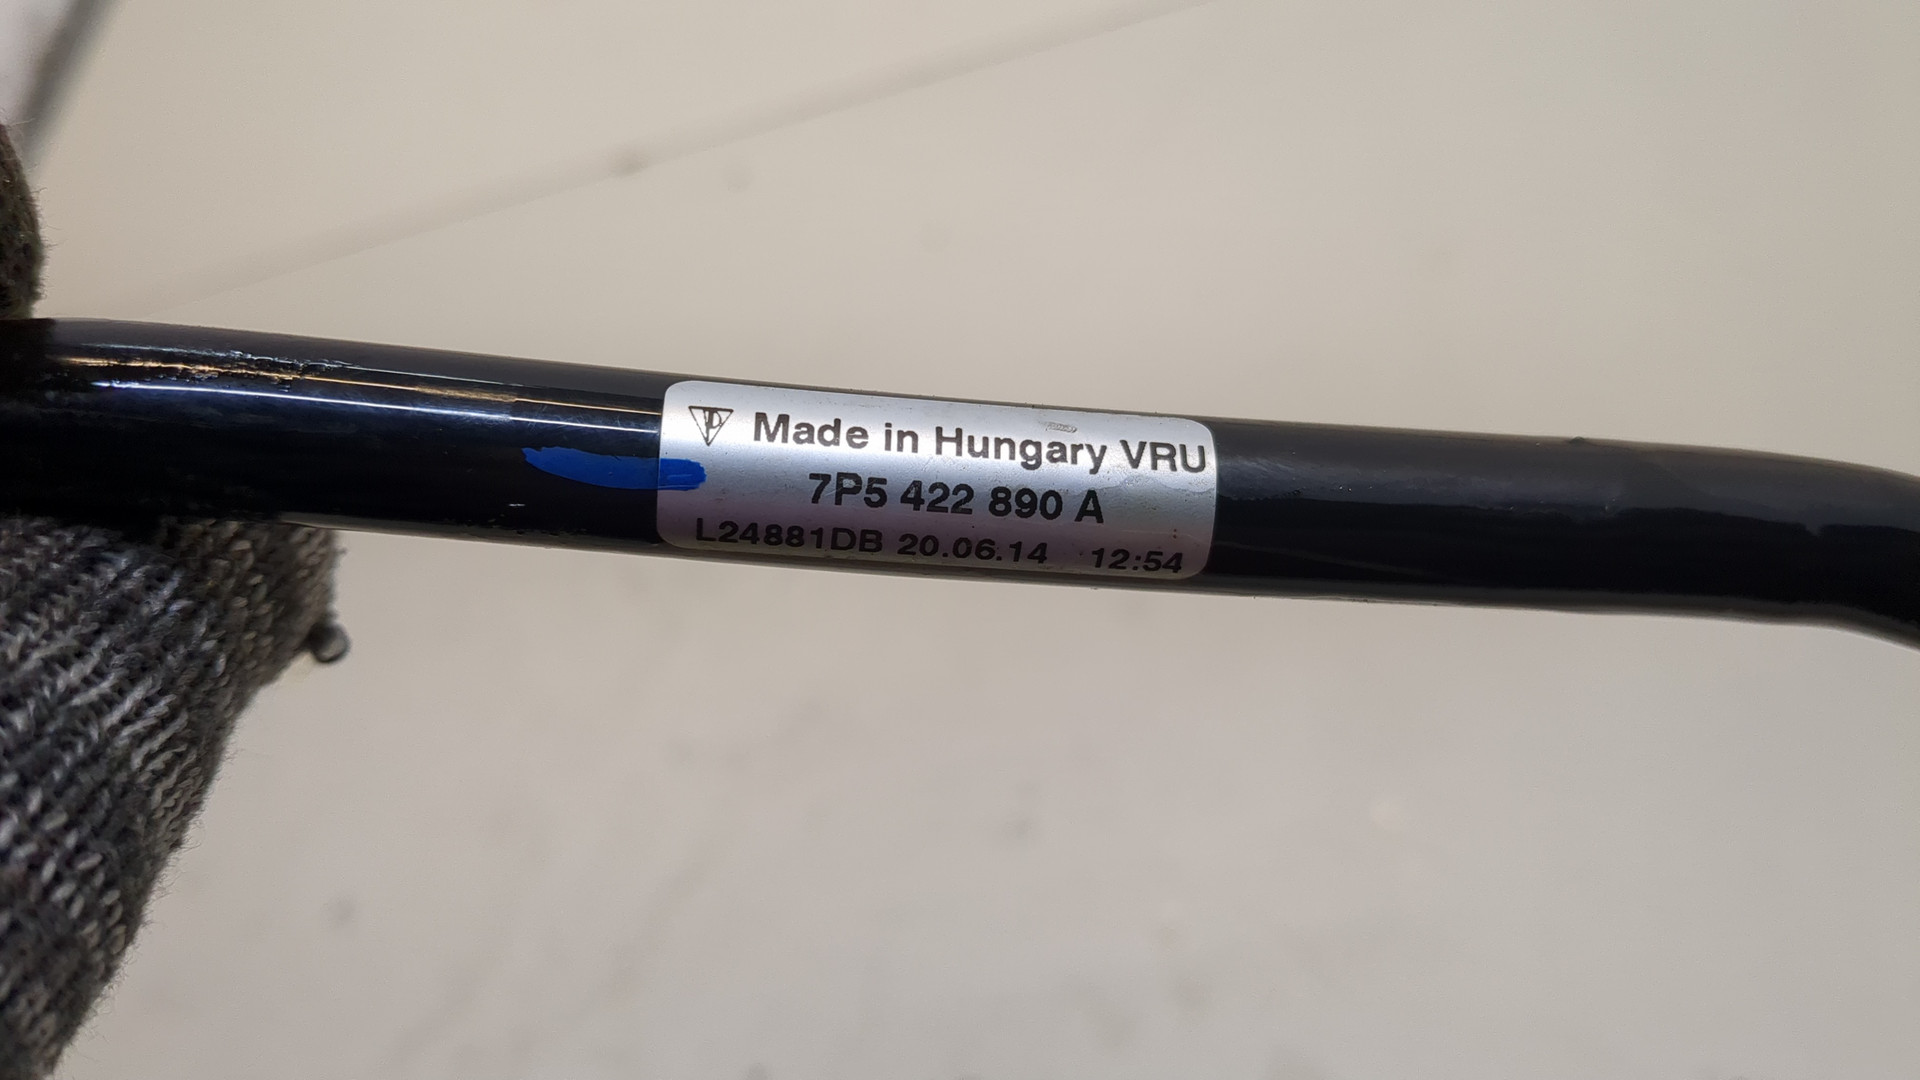 Made in Hungary VRU
7P5 422 890 A
L24881DB 20.06.14 12:54